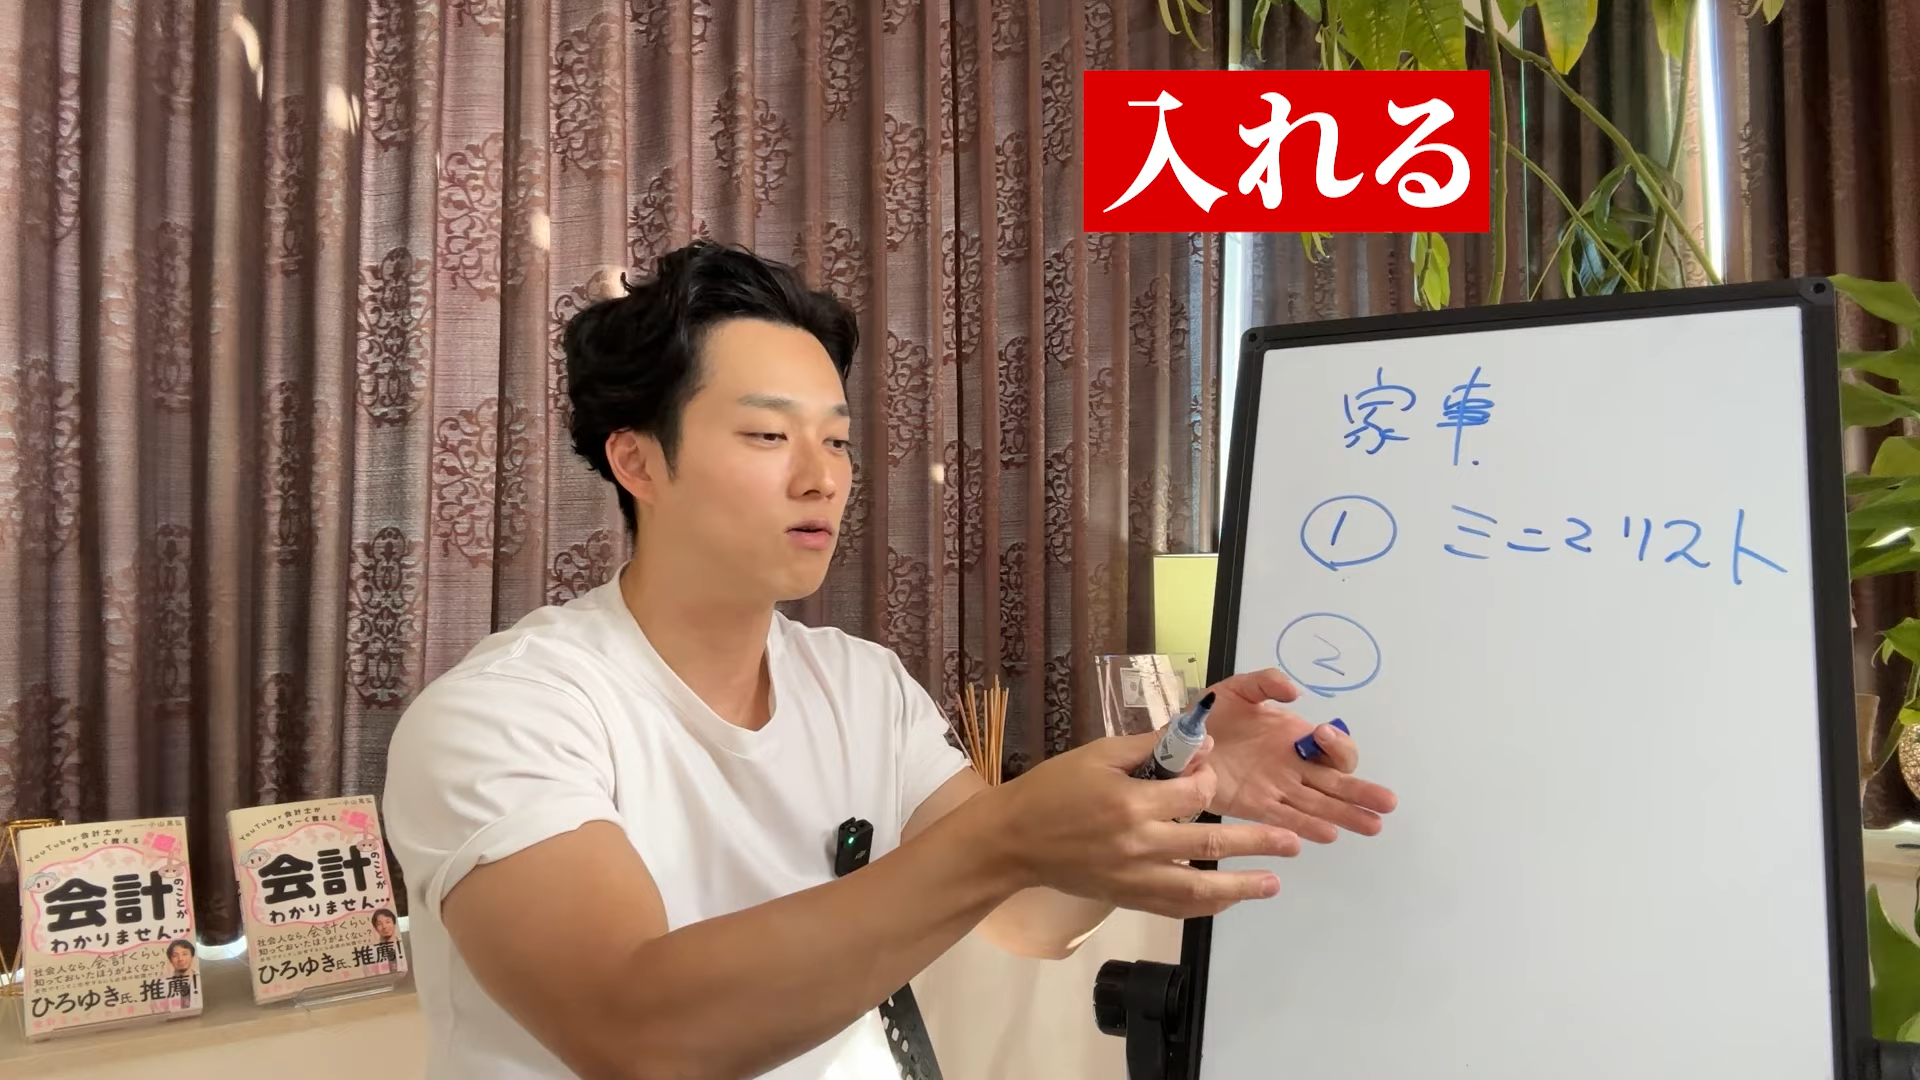 入れる
家事
① ミニマリスト
②
YouTuber会計士が
ゆる〜く教える
会計のことが
わかりません…
社会人なら、会計くらい
知っておいたほうがよくない?
ひろゆき氏、推薦!
YouTuber会計士が
ゆる〜く教える
小山晃弘
会計のことが
わかりません…
社会人なら、会計くらい
知っておいたほうがよくない?
ひろゆき氏、推薦!